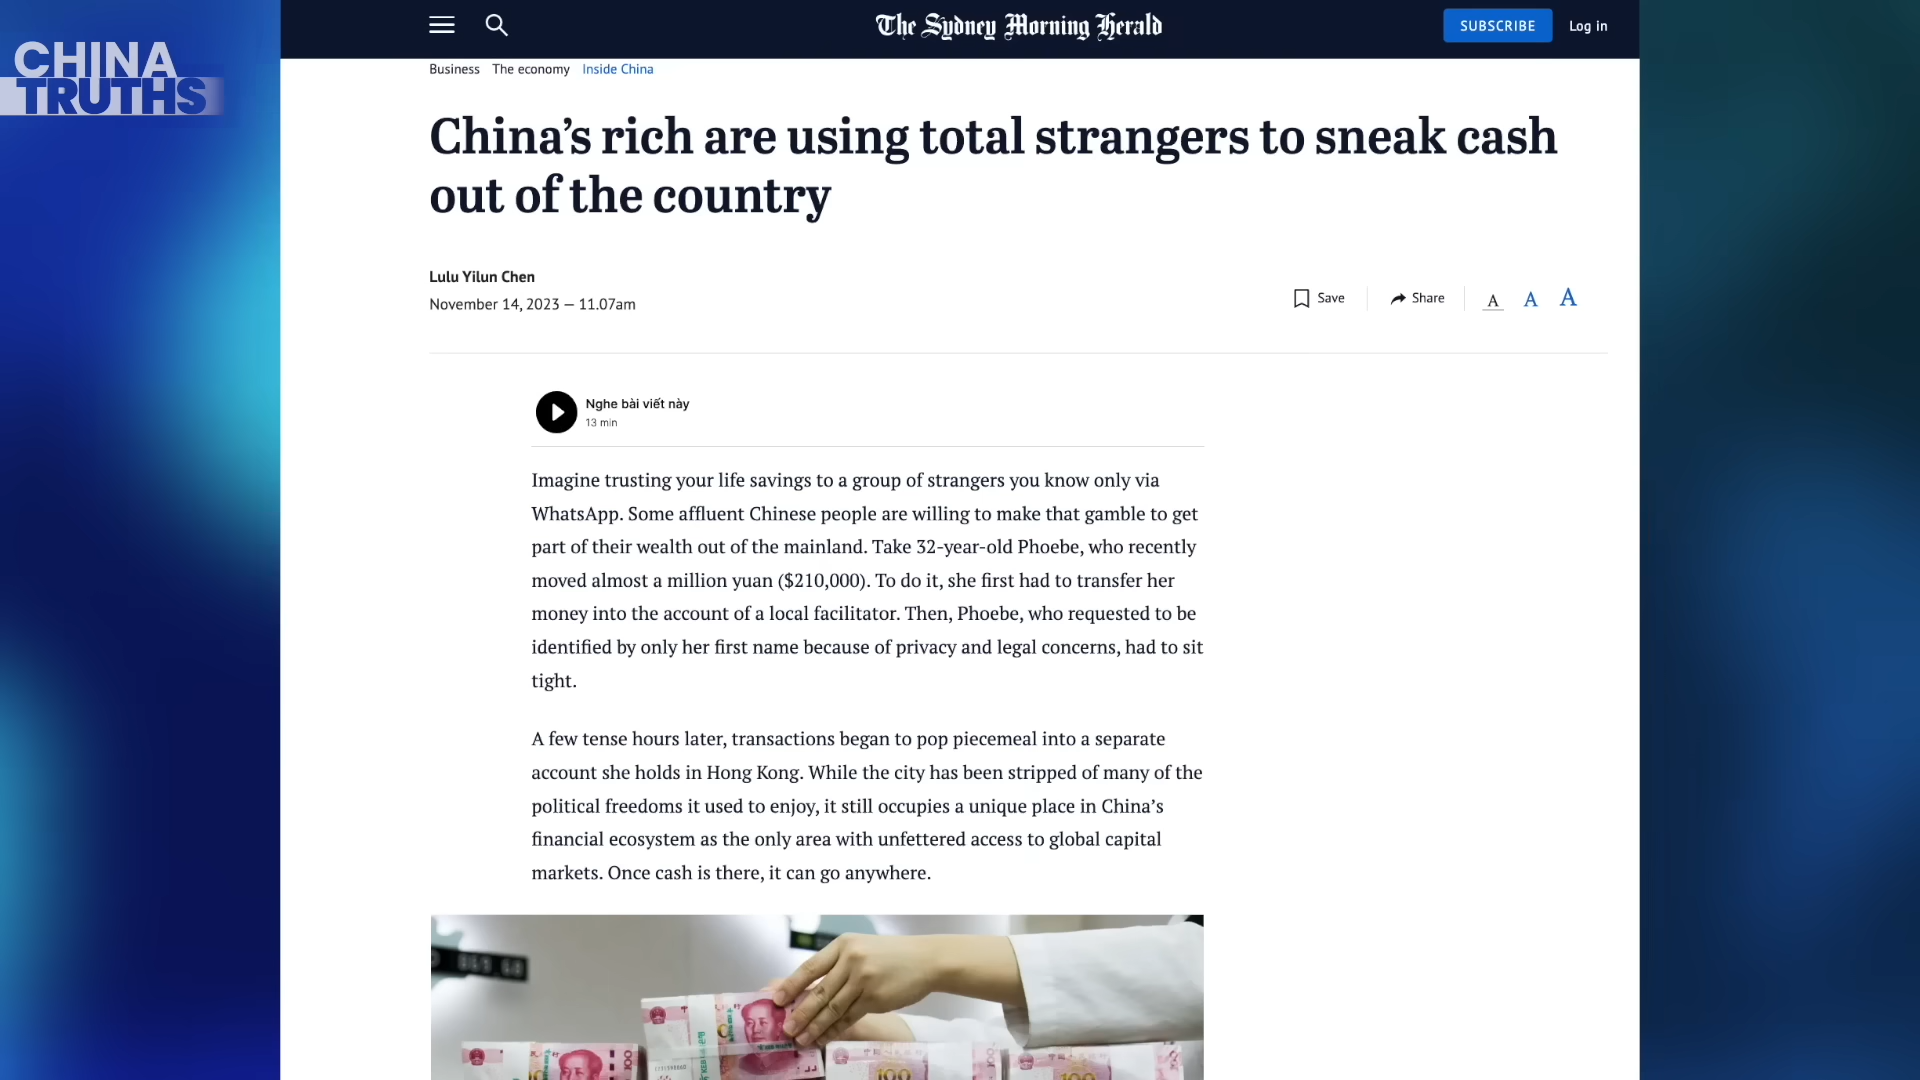 CHINA
TRUTHS
The Sydney Morning Herald
SUBSCRIBE
Log in
Business The economy Inside China
China’s rich are using total strangers to sneak cash
out of the country
Lulu Yilun Chen
November 14, 2023 — 11.07am
Save
Share
A A A
Nghe bài viết này
13 min
Imagine trusting your life savings to a group of strangers you know only via
WhatsApp. Some affluent Chinese people are willing to make that gamble to get
part of their wealth out of the mainland. Take 32-year-old Phoebe, who recently
moved almost a million yuan ($210,000). To do it, she first had to transfer her
money into the account of a local facilitator. Then, Phoebe, who requested to be
identified by only her first name because of privacy and legal concerns, had to sit
tight.
A few tense hours later, transactions began to pop piecemeal into a separate
account she holds in Hong Kong. While the city has been stripped of many of the
political freedoms it used to enjoy, it still occupies a unique place in China’s
financial ecosystem as the only area with unfettered access to global capital
markets. Once cash is there, it can go anywhere.
100
100
100